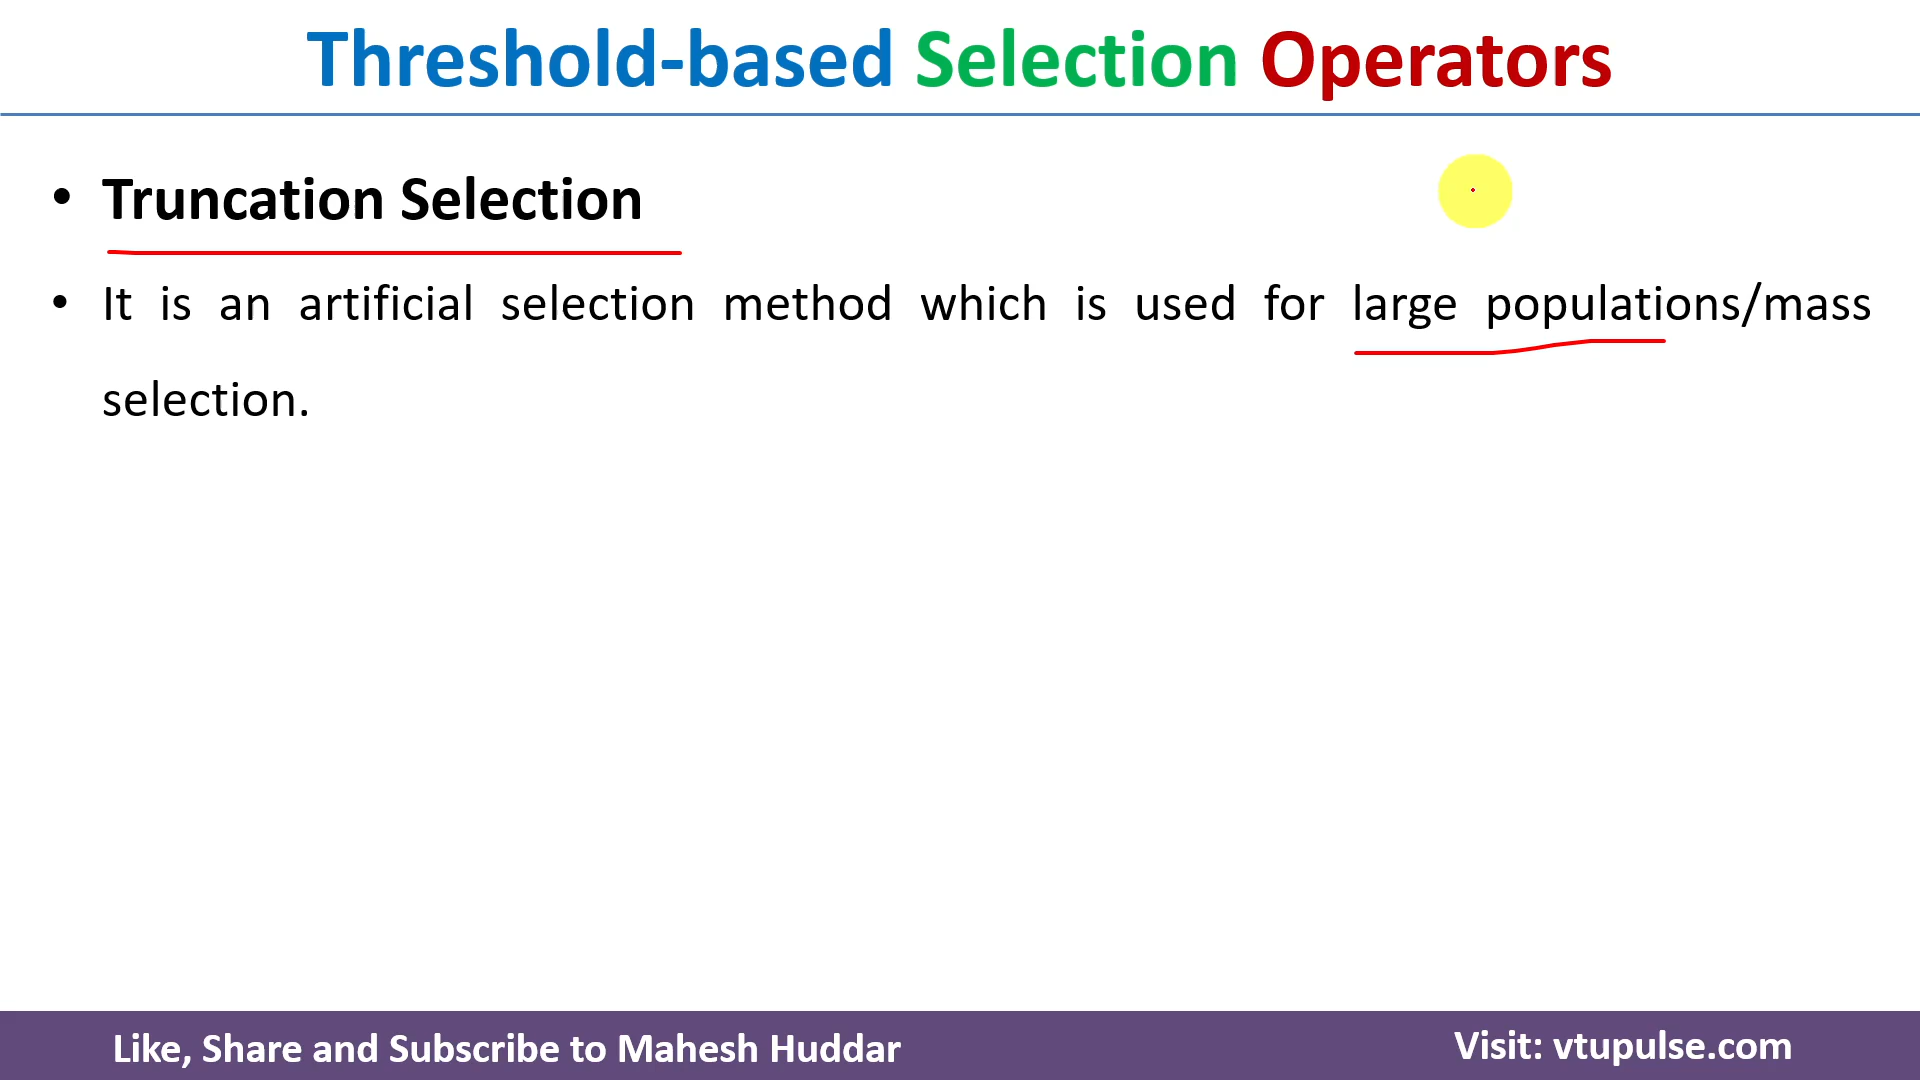 Threshold-based Selection Operators
• Truncation Selection
• It is an artificial selection method which is used for large populations/mass
selection.
Like, Share and Subscribe to Mahesh Huddar
Visit: vtupulse.com